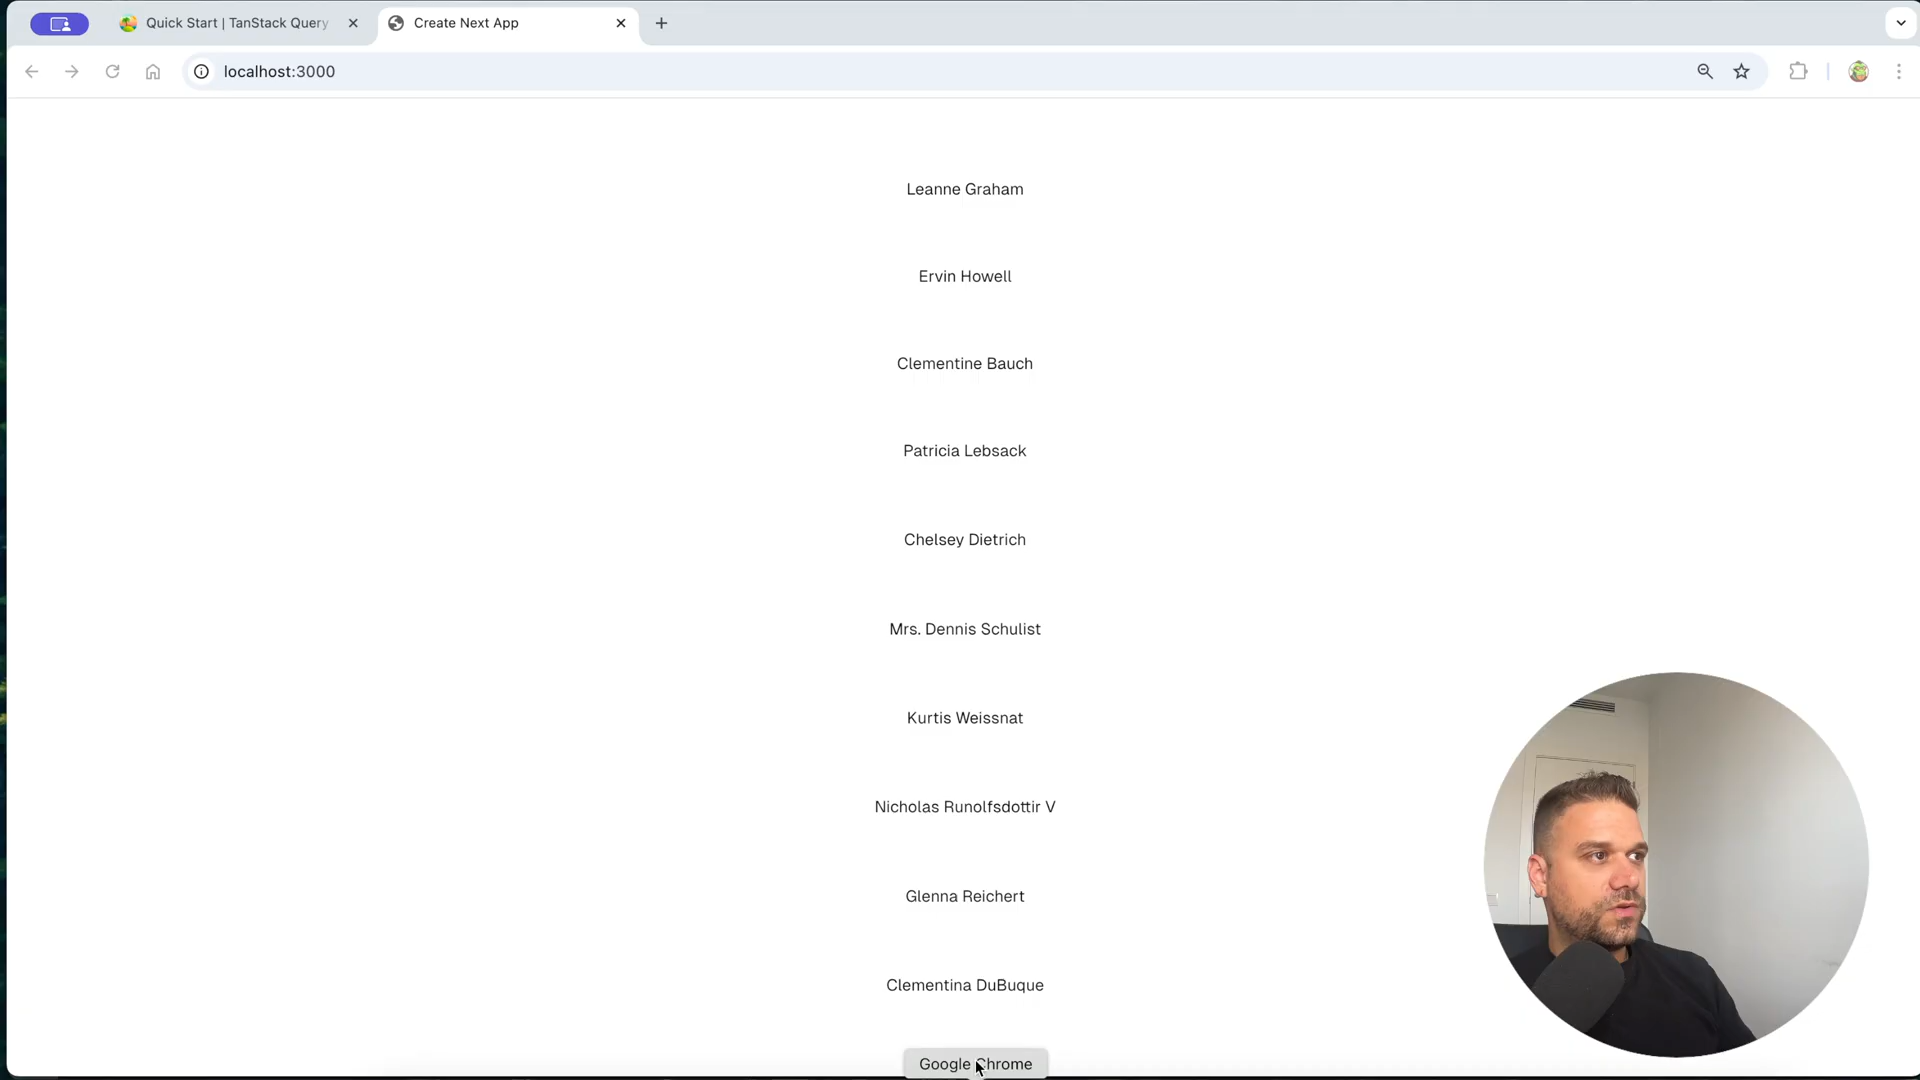 Quick Start | TanStack Query
Create Next App
localhost:3000
Leanne Graham
Ervin Howell
Clementine Bauch
Patricia Lebsack
Chelsey Dietrich
Mrs. Dennis Schulist
Kurtis Weissnat
Nicholas Runolfsdottir V
Glenna Reichert
Clementina DuBuque
Google Chrome